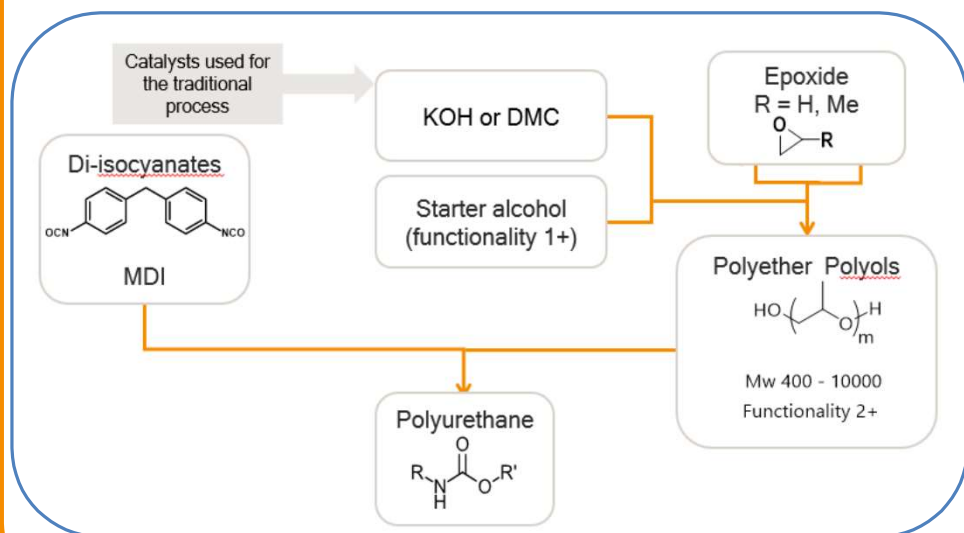 Catalysts used for
the traditional
process
KOH or DMC
Epoxide
R = H, Me
O
R
Di-isocyanates
OCN
NCO
MDI
Starter alcohol
(functionality 1+)
Polyether Polyols
HO
O
H
m
Mw 400 - 10000
Functionality 2+
Polyurethane
O
R
N
H
O
R'